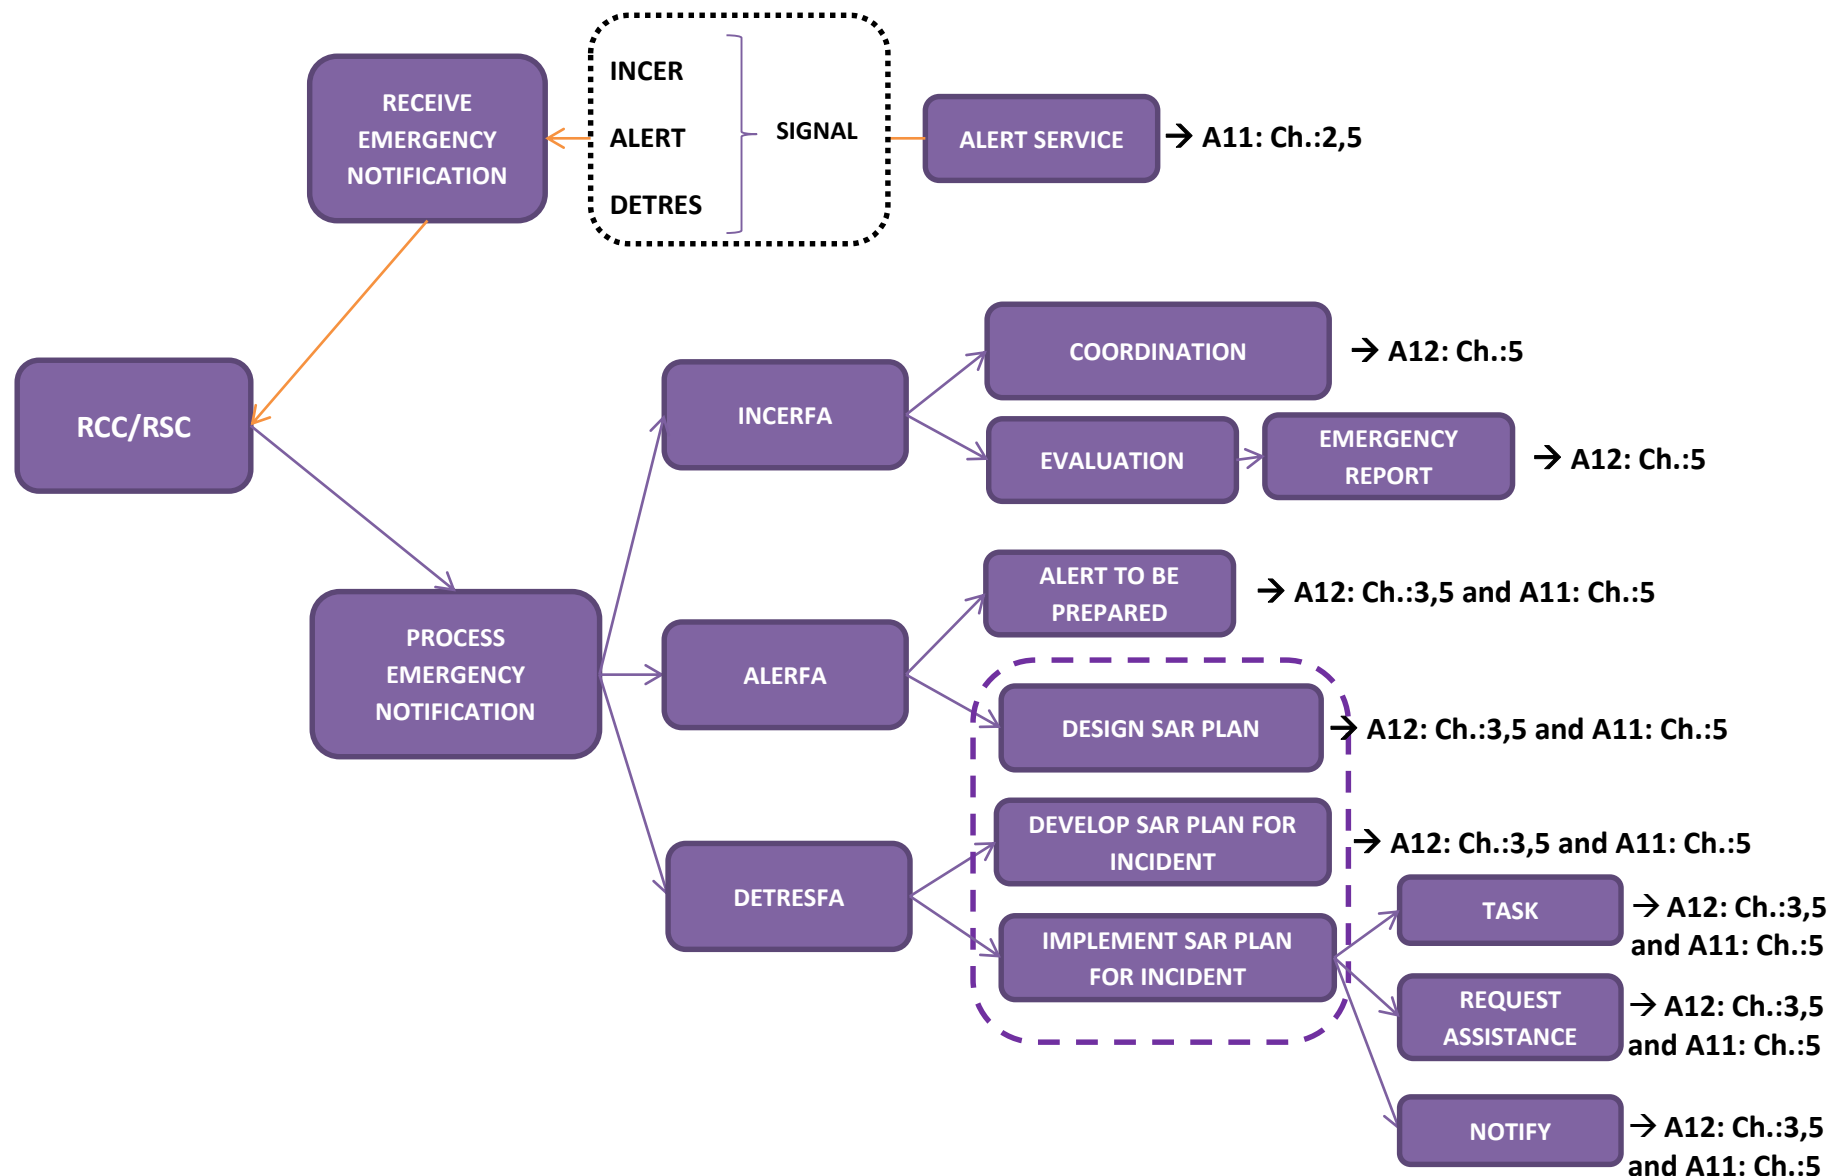 INCER
ALERT
DETRES
SIGNAL
RECEIVE
EMERGENCY
NOTIFICATION
ALERT SERVICE
→ A11: Ch.:2,5
RCC/RSC
PROCESS
EMERGENCY
NOTIFICATION
INCERFA
COORDINATION
→ A12: Ch.:5
EVALUATION
EMERGENCY
REPORT
→ A12: Ch.:5
ALERFA
ALERT TO BE
PREPARED
→ A12: Ch.:3,5 and A11: Ch.:5
DESIGN SAR PLAN
→ A12: Ch.:3,5 and A11: Ch.:5
DETRESFA
DEVELOP SAR PLAN FOR
INCIDENT
→ A12: Ch.:3,5 and A11: Ch.:5
IMPLEMENT SAR PLAN
FOR INCIDENT
TASK
→ A12: Ch.:3,5
and A11: Ch.:5
REQUEST
ASSISTANCE
→ A12: Ch.:3,5
and A11: Ch.:5
NOTIFY
→ A12: Ch.:3,5
and A11: Ch.:5